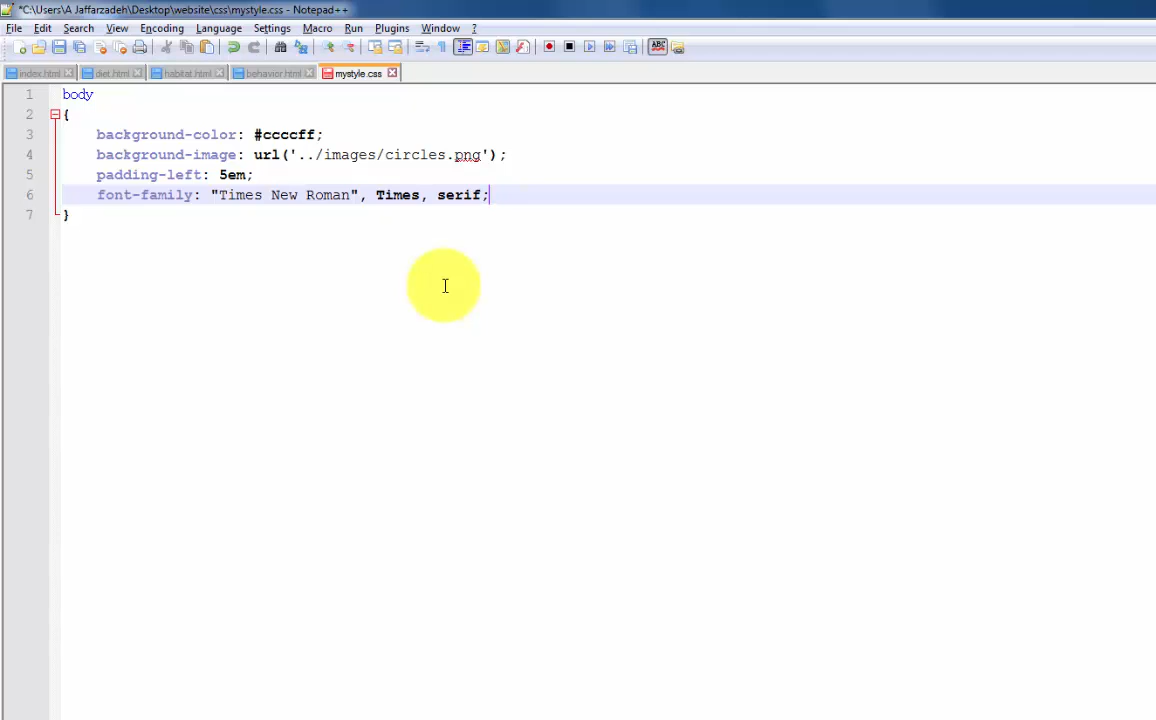 *C:\Users\A Jaffarzadeh\Desktop\website\css\mystyle.css - Notepad++
File Edit Search View Encoding Language Settings Macro Run Plugins Window ?
ABC
index.html diet.html habitat.html behavior.html mystyle.css
1 body
2 {
3 background-color: #ccccff;
4 background-image: url('../images/circles.png');
5 padding-left: 5em;
6 font-family: "Times New Roman", Times, serif;
7 }